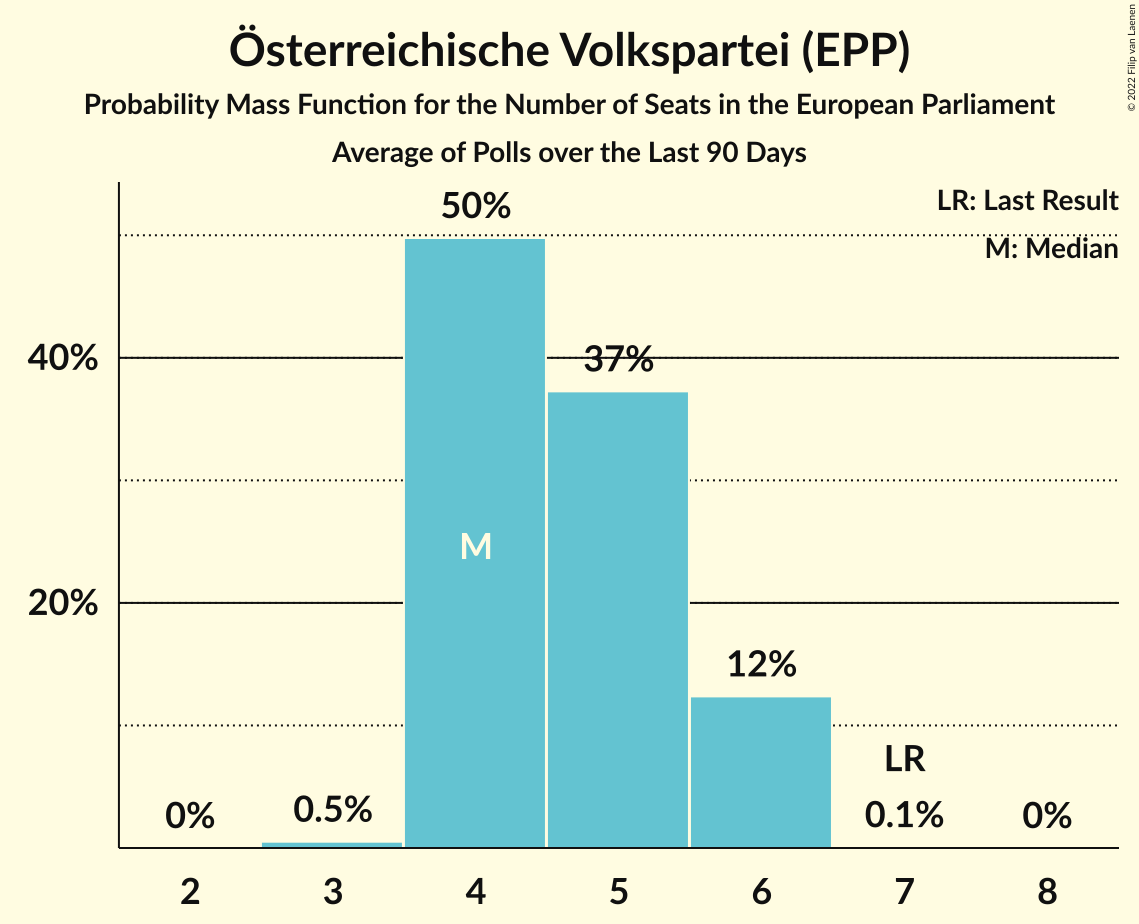 Österreichische Volkspartei (EPP)
Probability Mass Function for the Number of Seats in the European Parliament
Average of Polls over the Last 90 Days
© 2022 Filip van Laenen
LR: Last Result
M: Median
50%
40%
37%
M
20%
12%
LR
0%
0.5%
0.1%
0%
2
3
4
5
6
7
8